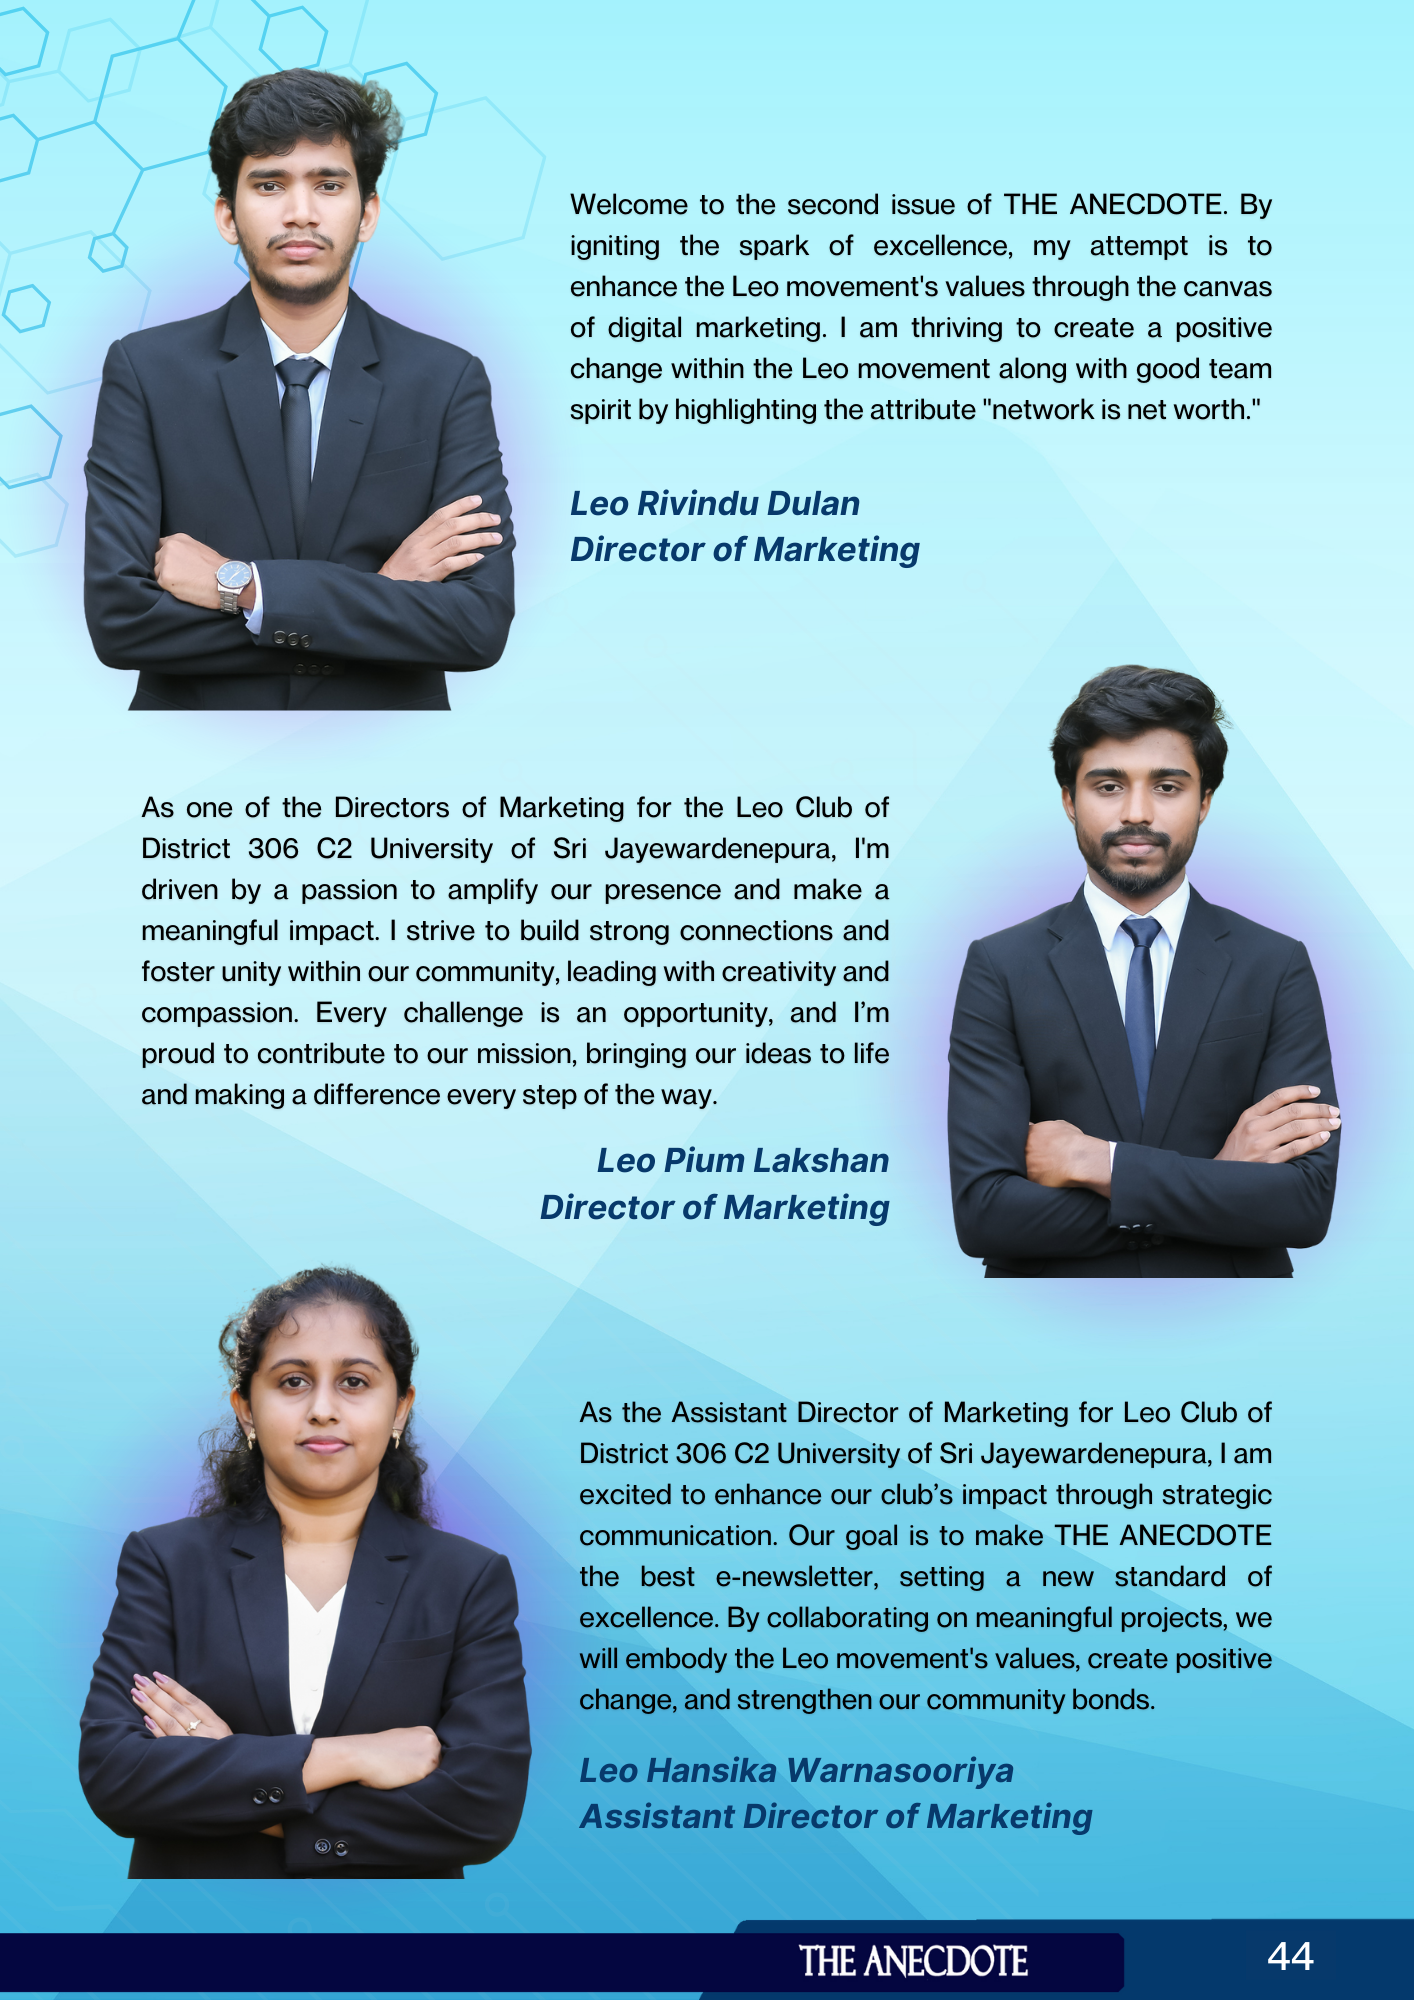 Welcome to the second issue of THE ANECDOTE. By
igniting the spark of excellence, my attempt is to
enhance the Leo movement's values through the canvas
of digital marketing. I am thriving to create a positive
change within the Leo movement along with good team
spirit by highlighting the attribute "network is net worth."
Leo Rivindu Dulan
Director of Marketing
As one of the Directors of Marketing for the Leo Club of
District 306 C2 University of Sri Jayewardenepura, I'm
driven by a passion to amplify our presence and make a
meaningful impact. I strive to build strong connections and
foster unity within our community, leading with creativity and
compassion. Every challenge is an opportunity, and I’m
proud to contribute to our mission, bringing our ideas to life
and making a difference every step of the way.
Leo Pium Lakshan
Director of Marketing
As the Assistant Director of Marketing for Leo Club of
District 306 C2 University of Sri Jayewardenepura, I am
excited to enhance our club’s impact through strategic
communication. Our goal is to make THE ANECDOTE
the best e-newsletter, setting a new standard of
excellence. By collaborating on meaningful projects, we
will embody the Leo movement's values, create positive
change, and strengthen our community bonds.
Leo Hansika Warnasooriya
Assistant Director of Marketing
THE ANECDOTE
44